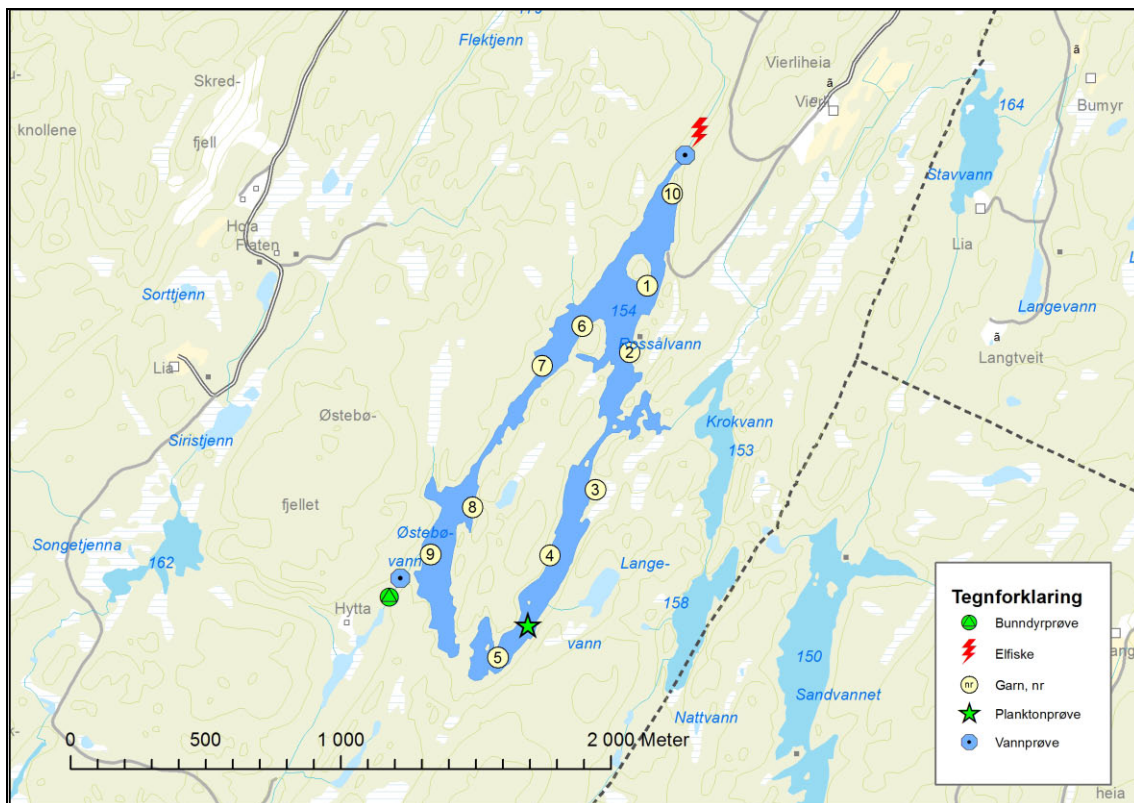 Flektjenn
Skred-
fjell
knollene
Hola
Flaten
Sorttjenn
Lia
Siristjenn
Østebø-
fjellet
Songetjenna
162
Vierliheia
Vierli
ā
ā
Bumyr
164
Stavvann
Lia
Langevann
ā
Langtveit
10
1
154
6
Rossålvann
2
7
Krokvann
153
3
8
Østebø-
vann
9
4
Lange-
vann
158
Hytta
5
Nattvann
150
Sandvannet
heia
0 500 1 000 2 000 Meter
Tegnforklaring
Bunndyrprøve
Elfiske
nr Garn, nr
Planktonprøve
Vannprøve